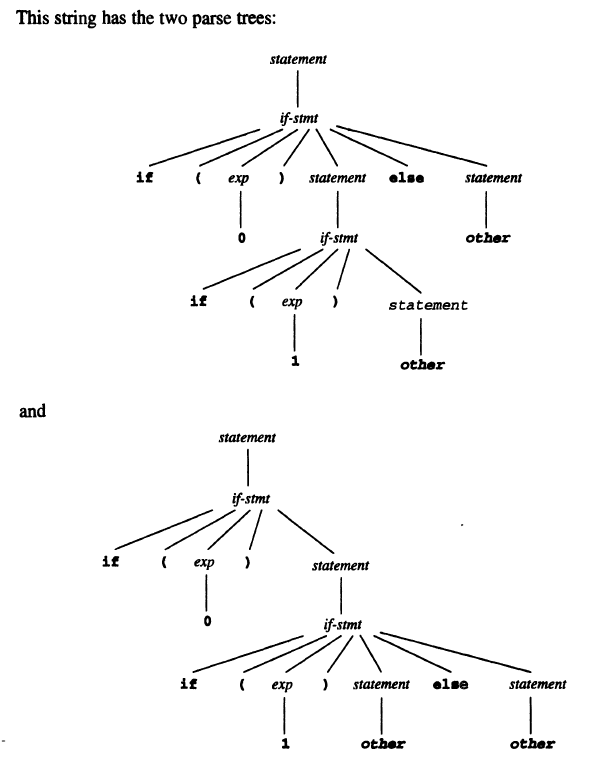 This string has the two parse trees:
statement
if-stmt
if ( exp ) statement else statement
0 if-stmt other
if ( exp ) statement
1 other
and
statement
if-stmt
if ( exp ) statement
0 if-stmt
if ( exp ) statement else statement
1 other other